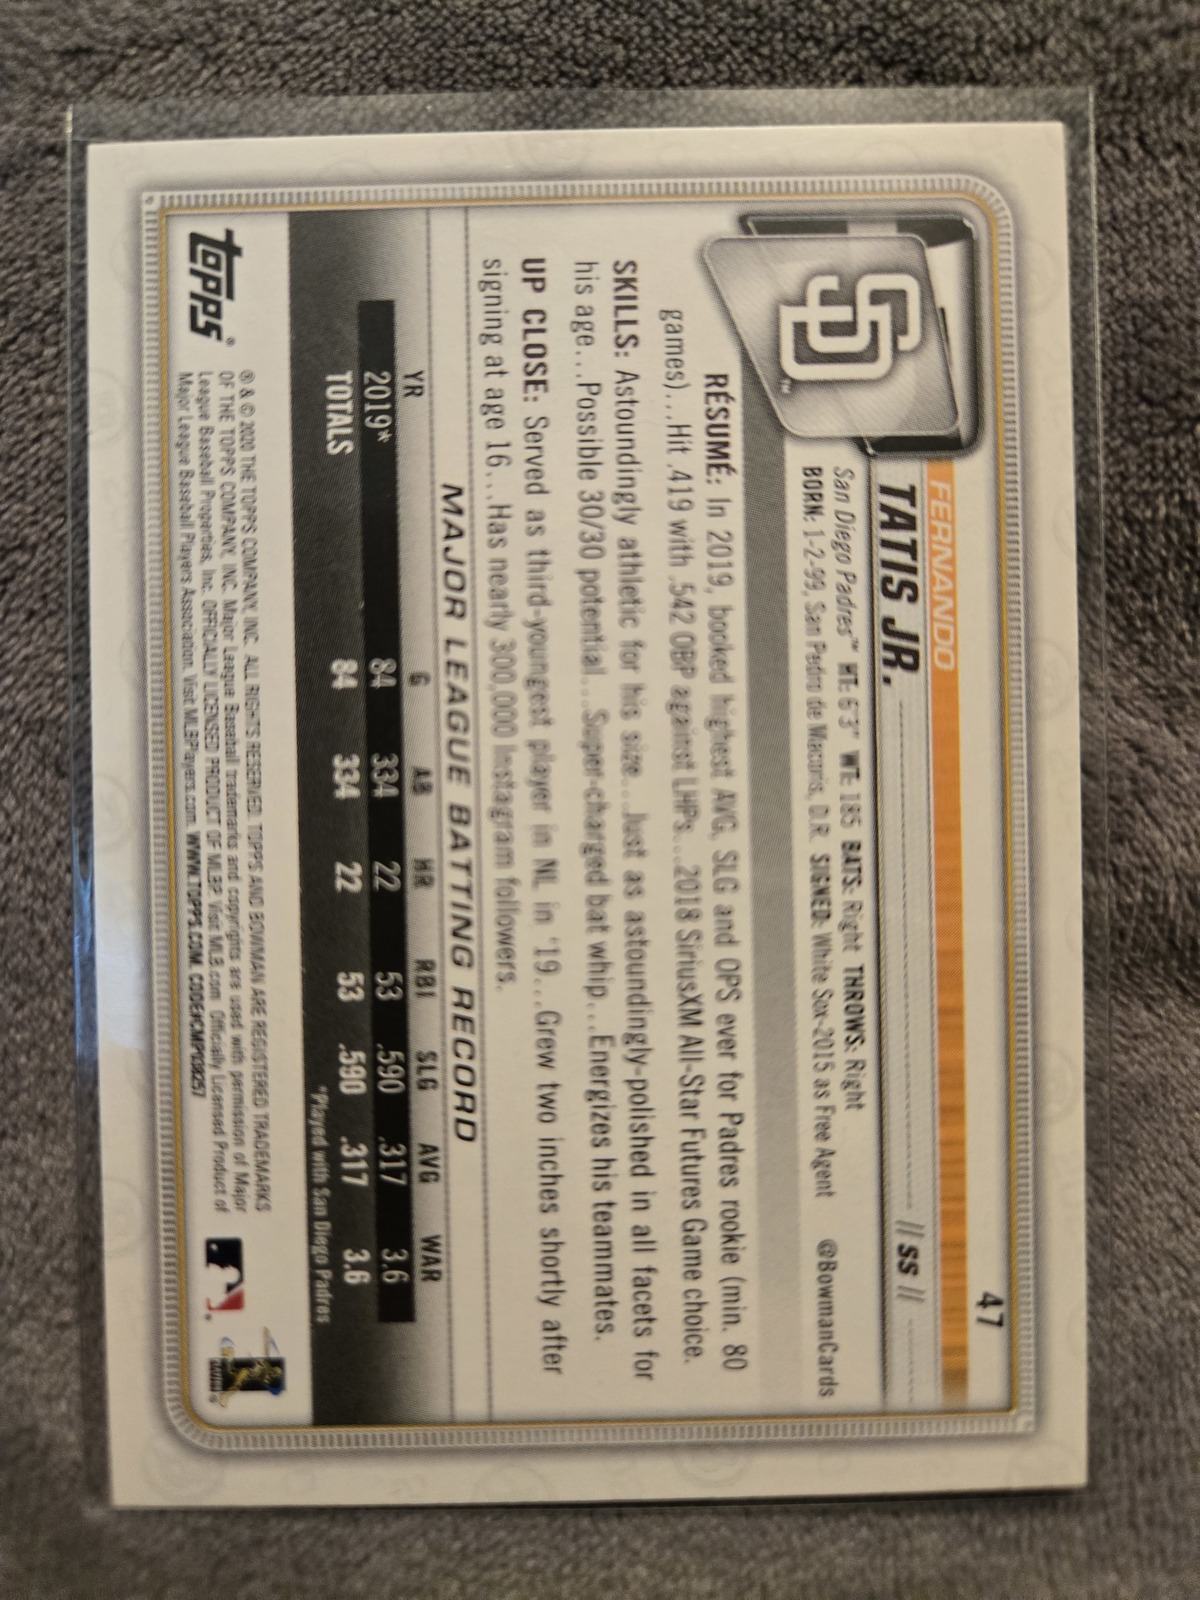 47
FERNANDO
TATIS JR.
|| SS ||
San Diego Padres™ HT: 6'3" WT: 185 BATS: Right THROWS: Right
BORN: 1-2-99, San Pedro de Macoris, D.R. SIGNED: White Sox-2015 as Free Agent @BowmanCards
SD™
RÉSUMÉ: In 2019, booked highest AVG, SLG and OPS ever for Padres rookie (min. 80
games)...Hit .419 with .542 OBP against LHPs...2018 SiriusXM All-Star Futures Game choice.
SKILLS: Astoundingly athletic for his size...Just as astoundingly-polished in all facets for
his age...Possible 30/30 potential...Super-charged bat whip...Energizes his teammates.
UP CLOSE: Served as third-youngest player in NL in '19...Grew two inches shortly after
signing at age 16...Has nearly 300,000 Instagram followers.
MAJOR LEAGUE BATTING RECORD
YR G AB HR RBI SLG AVG WAR
2019* 84 334 22 53 .590 .317 3.6
TOTALS 84 334 22 53 .590 .317 3.6
*Played with San Diego Padres
topps®
® & © 2020 THE TOPPS COMPANY, INC. ALL RIGHTS RESERVED. TOPPS AND BOWMAN ARE REGISTERED TRADEMARKS
OF THE TOPPS COMPANY, INC. Major League Baseball trademarks and copyrights are used with permission of Major
League Baseball Properties, Inc. OFFICIALLY LICENSED PRODUCT OF MLBP. Visit MLB.com Officially Licensed Product of
Major League Baseball Players Association. Visit MLBPlayers.com. WWW.TOPPS.COM. CODE#CMP038257